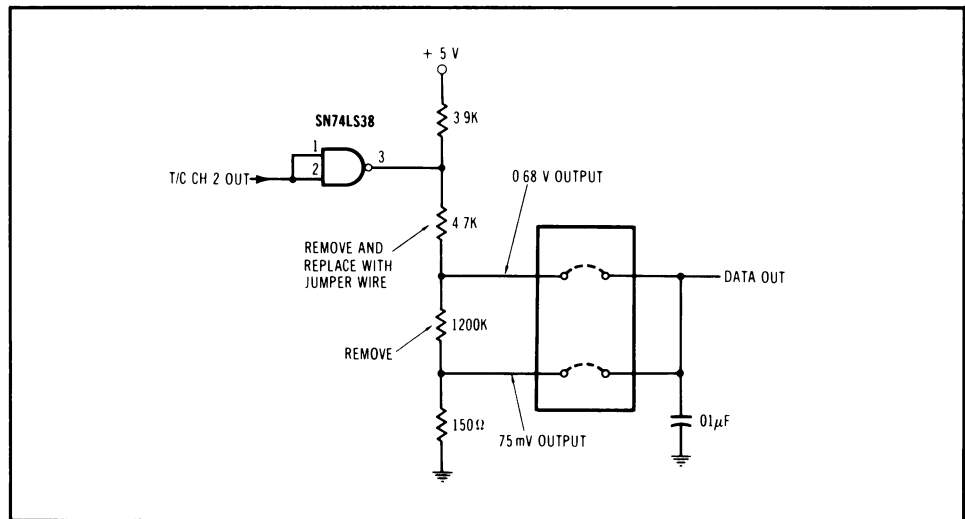 + 5 V
3 9K
SN74LS38
1
2
3
T/C CH 2 OUT
0 68 V OUTPUT
4 7K
REMOVE AND
REPLACE WITH
JUMPER WIRE
DATA OUT
1200K
REMOVE
150Ω
75 mV OUTPUT
01µF